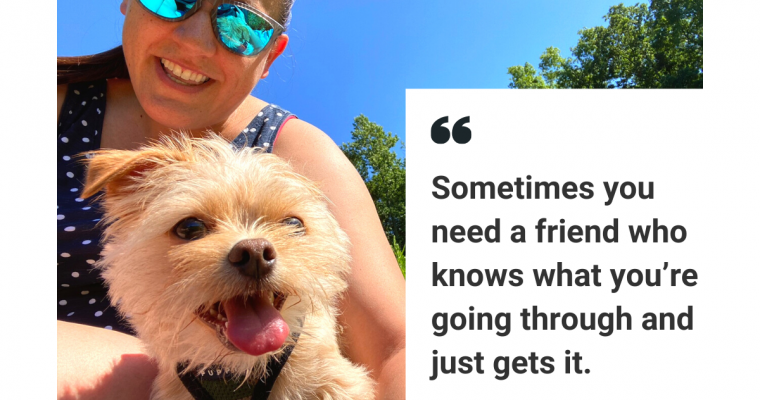 “
Sometimes you
need a friend who
knows what you’re
going through and
just gets it.